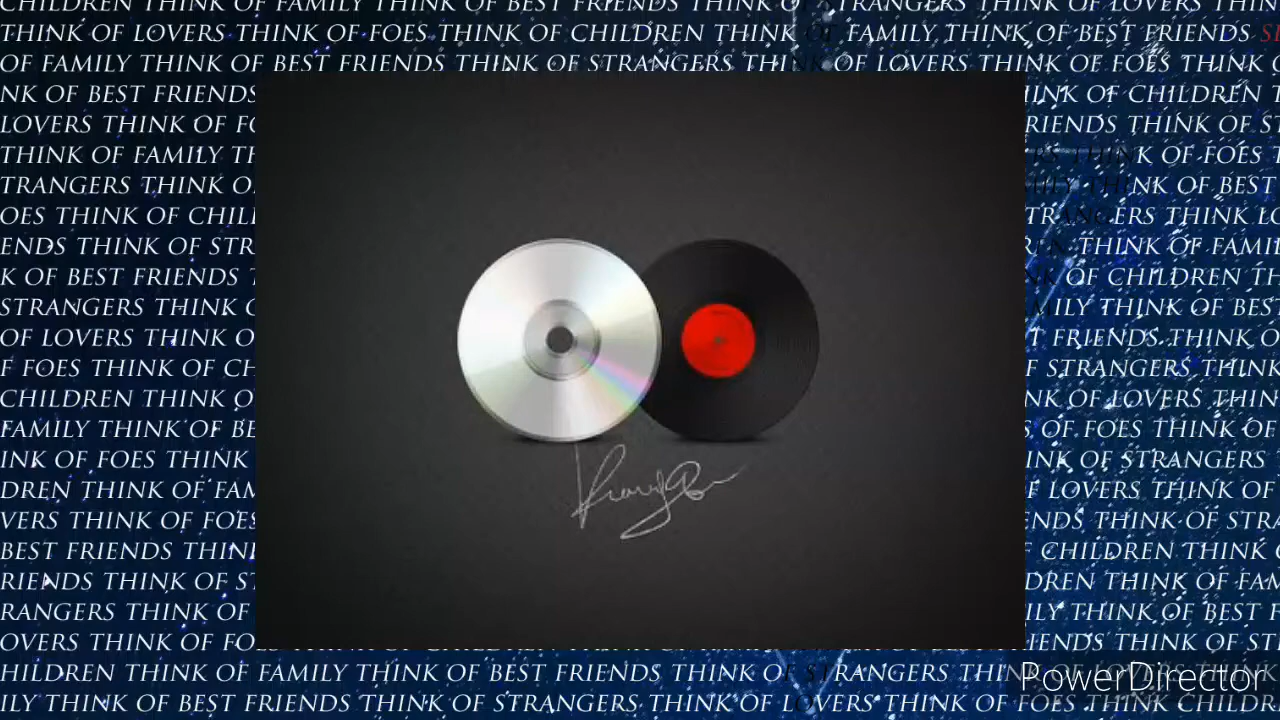 CHILDREN THINK OF FAMILY THINK OF BEST FRIENDS THINK OF STRANGERS THINK OF LOVERS THIN
THINK OF LOVERS THINK OF FOES THINK OF CHILDREN THINK OF FAMILY THINK OF BEST FRIENDS
OF FAMILY THINK OF BEST FRIENDS THINK OF STRANGERS THINK OF LOVERS THINK OF FOES THINK O
NK OF BEST FRIENDS INK OF CHILDREN T
LOVERS THINK OF FO RIENDS THINK OF ST
THINK OF FAMILY TH THINK OF FOES T
TRANGERS THINK O MILY THINK OF BEST
OES THINK OF CHIL TRANGERS THINK LO
ENDS THINK OF STR REN THINK OF FAMI
K OF BEST FRIENDS T NK OF CHILDREN TH
STRANGERS THINK O MILY THINK OF BEST
OF LOVERS THINK OF T FRIENDS THINK O
F FOES THINK OF CH F STRANGERS THINK
CHILDREN THINK O NK OF LOVERS THIN
FAMILY THINK OF BE S OF FOES THINK O
INK OF FOES THINK INK OF STRANGERS T
DREN THINK OF FAM F LOVERS THINK OF
VERS THINK OF FOES ENDS THINK OF STRA
BEST FRIENDS THIN F CHILDREN THINK O
RIENDS THINK OF ST DREN THINK OF FAM
RANGERS THINK OF ILY THINK OF BEST F
OVERS THINK OF FO IENDS THINK OF ST
HILDREN THINK OF FAMILY THINK OF BEST FRIENDS THINK OF STRANGERS THINK OF LOVERS THINK
ILY THINK OF BEST FRIENDS THINK OF STRANGERS THINK OF LOVERS THINK OF FOES THINK CHILDR
PowerDirector